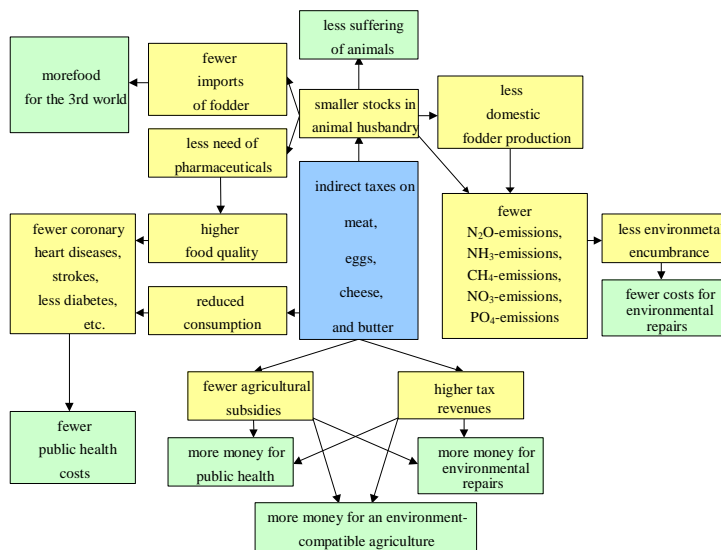 less suffering
of animals
fewer
imports
of fodder
morefood
for the 3rd world
smaller stocks in
animal husbandry
less
domestic
fodder production
less need of
pharmaceuticals
indirect taxes on
meat,
eggs,
cheese,
and butter
fewer coronary
heart diseases,
strokes,
less diabetes,
etc.
higher
food quality
fewer
N₂O-emissions,
NH₃-emissions,
CH₄-emissions,
NO₃-emissions,
PO₄-emissions
less environmetal
encumbrance
reduced
consumption
fewer costs for
environmental
repairs
fewer agricultural
subsidies
higher tax
revenues
fewer
public health
costs
more money for
public health
more money for
environmental
repairs
more money for an environment-
compatible agriculture